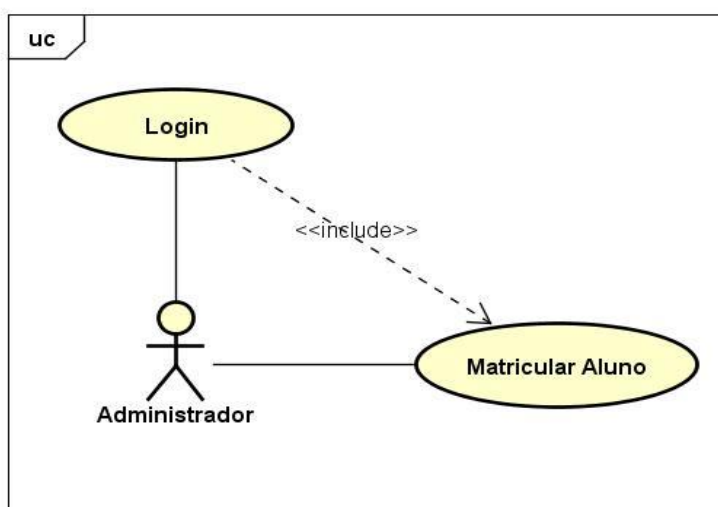 uc
Login
<<include>>
Matricular Aluno
Administrador